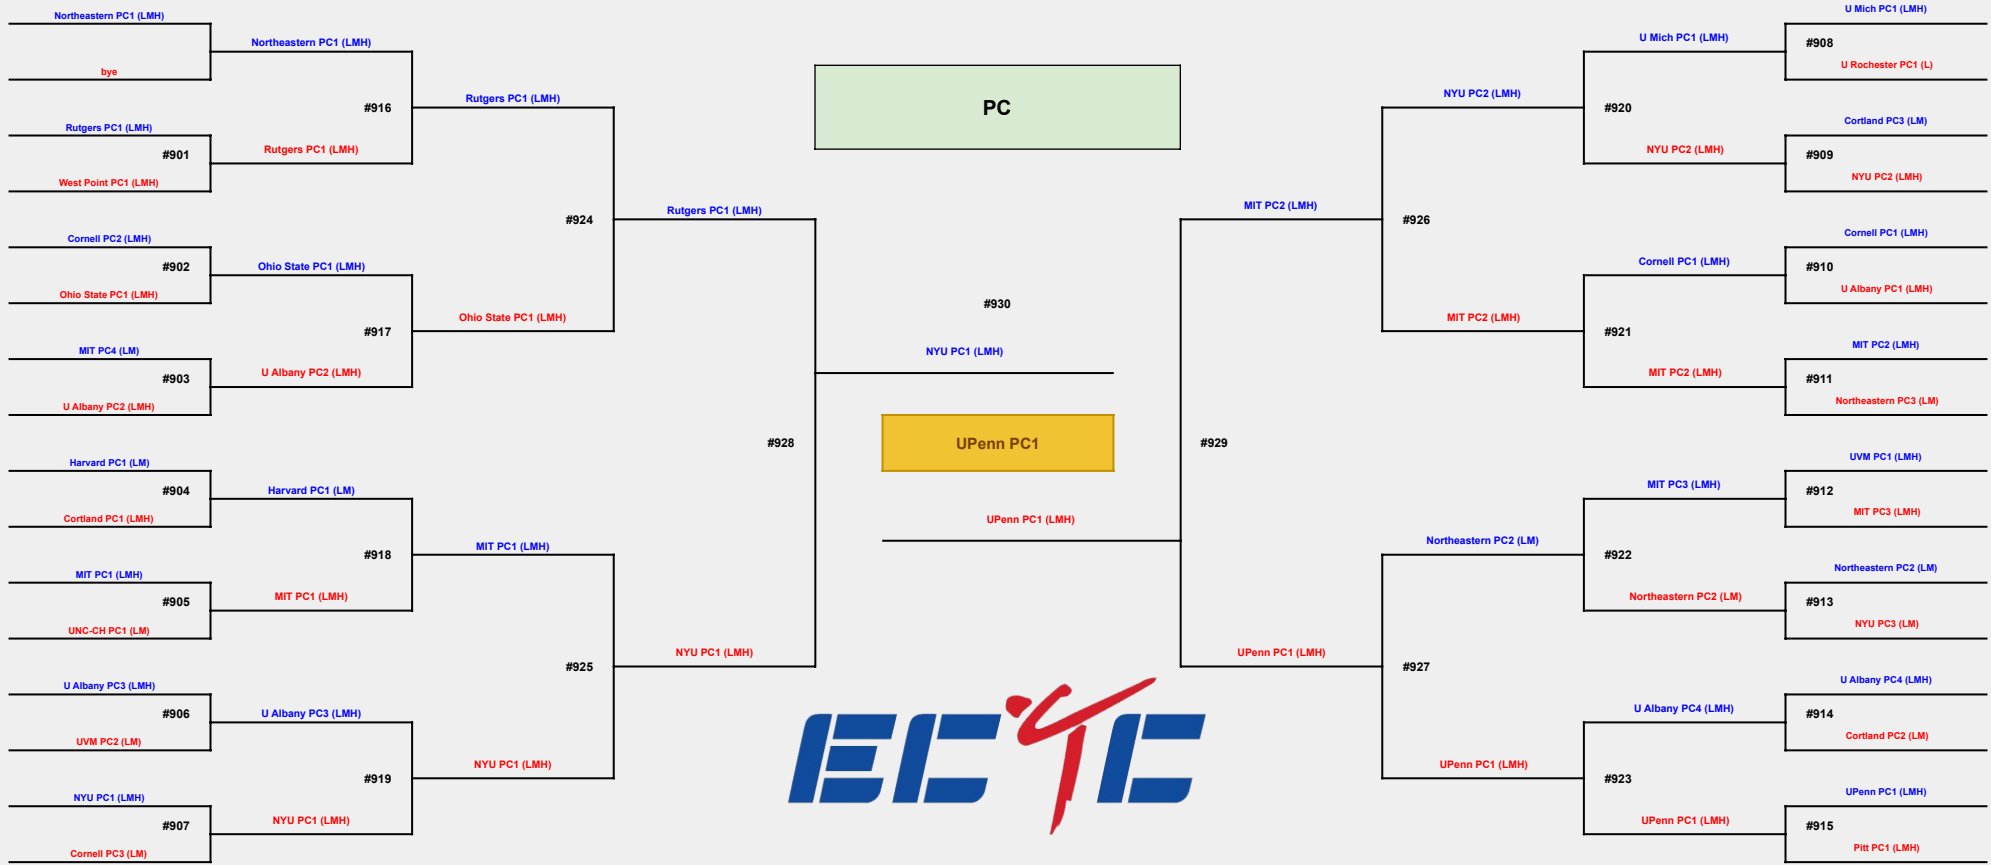 Northeastern PC1 (LMH)
bye
Rutgers PC1 (LMH)
#901
West Point PC1 (LMH)
Cornell PC2 (LMH)
#902
Ohio State PC1 (LMH)
MIT PC4 (LM)
#903
U Albany PC2 (LMH)
Harvard PC1 (LM)
#904
Cortland PC1 (LMH)
MIT PC1 (LMH)
#905
UNC-CH PC1 (LM)
U Albany PC3 (LMH)
#906
UVM PC2 (LM)
NYU PC1 (LMH)
#907
Cornell PC3 (LM)
Northeastern PC1 (LMH)
#916
Rutgers PC1 (LMH)
Ohio State PC1 (LMH)
#917
U Albany PC2 (LMH)
Harvard PC1 (LM)
#918
MIT PC1 (LMH)
U Albany PC3 (LMH)
#919
NYU PC1 (LMH)
Rutgers PC1 (LMH)
#924
Ohio State PC1 (LMH)
MIT PC1 (LMH)
#925
NYU PC1 (LMH)
Rutgers PC1 (LMH)
#928
NYU PC1 (LMH)
PC
#930
NYU PC1 (LMH)
UPenn PC1
UPenn PC1 (LMH)
ECTC
MIT PC2 (LMH)
#929
UPenn PC1 (LMH)
NYU PC2 (LMH)
#926
MIT PC2 (LMH)
Northeastern PC2 (LM)
#927
UPenn PC1 (LMH)
U Mich PC1 (LMH)
#920
NYU PC2 (LMH)
Cornell PC1 (LMH)
#921
MIT PC2 (LMH)
MIT PC3 (LMH)
#922
Northeastern PC2 (LM)
U Albany PC4 (LMH)
#923
UPenn PC1 (LMH)
U Mich PC1 (LMH)
#908
U Rochester PC1 (L)
Cortland PC3 (LM)
#909
NYU PC2 (LMH)
Cornell PC1 (LMH)
#910
U Albany PC1 (LMH)
MIT PC2 (LMH)
#911
Northeastern PC3 (LM)
UVM PC1 (LMH)
#912
MIT PC3 (LMH)
Northeastern PC2 (LM)
#913
NYU PC3 (LM)
U Albany PC4 (LMH)
#914
Cortland PC2 (LM)
UPenn PC1 (LMH)
#915
Pitt PC1 (LMH)